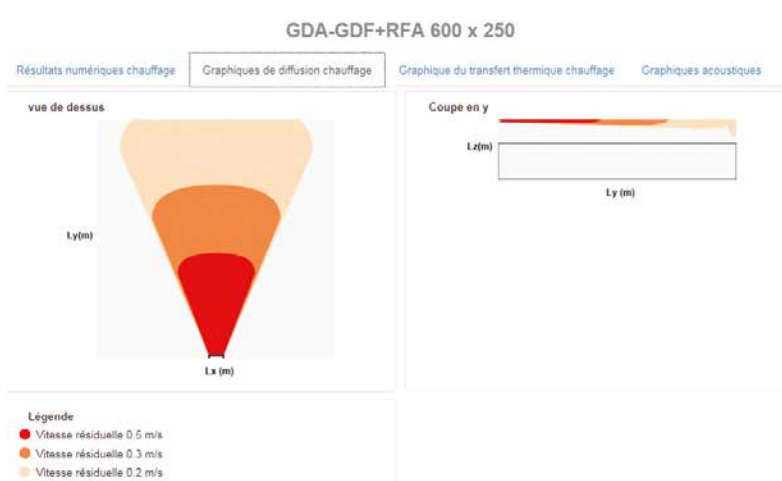 GDA-GDF+RFA 600 x 250
Résultats numériques chauffage
Graphiques de diffusion chauffage
Graphique du transfert thermique chauffage
Graphiques acoustiques
vue de dessus
Ly(m)
Lx (m)
Coupe en y
Lz(m)
Ly (m)
Légende
Vitesse résiduelle 0.5 m/s
Vitesse résiduelle 0.3 m/s
Vitesse résiduelle 0.2 m/s